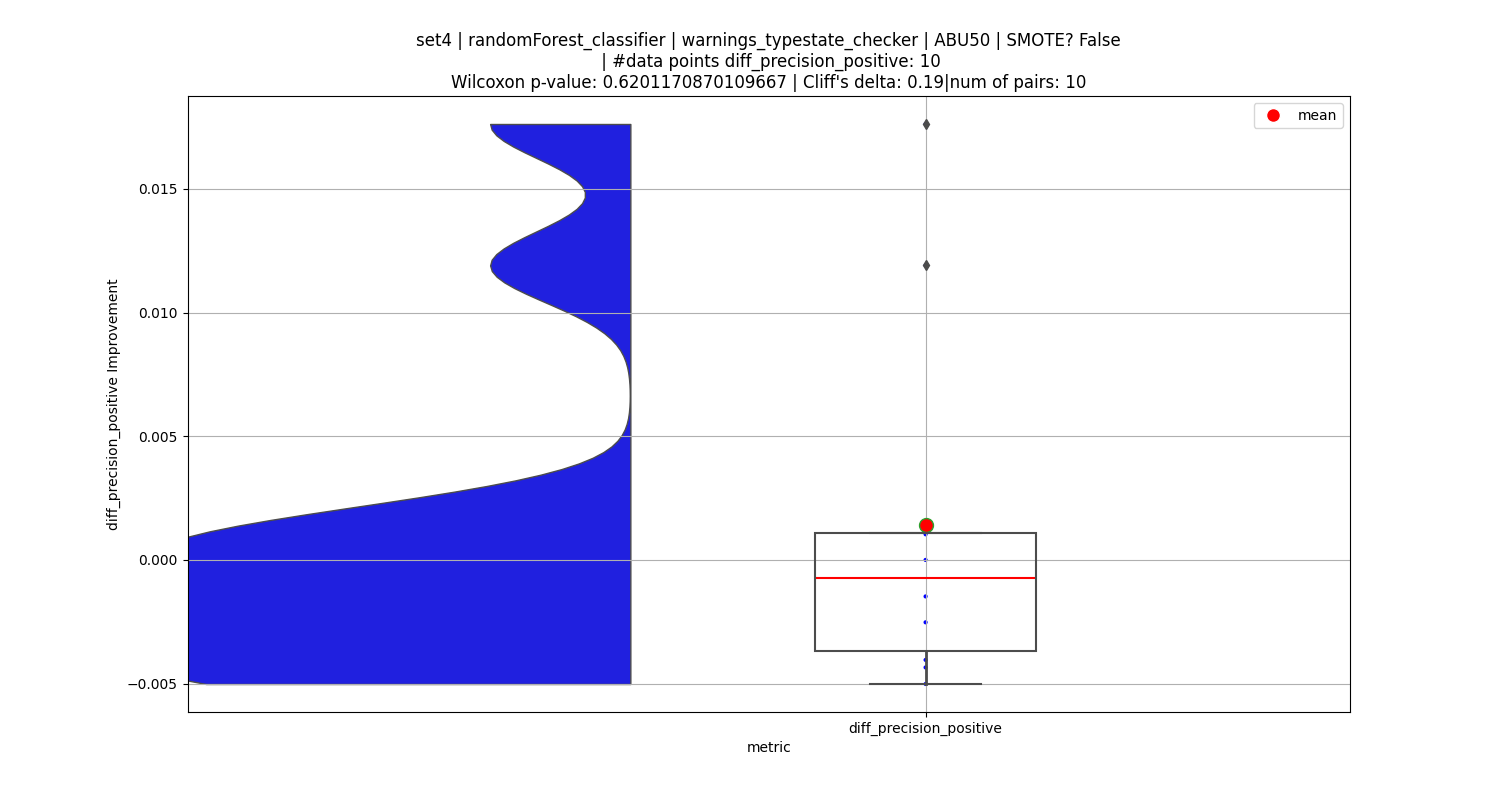 set4 | randomForest_classifier | warnings_typestate_checker | ABU50 | SMOTE? False
| #data points diff_precision_positive: 10
Wilcoxon p-value: 0.6201170870109667 | Cliff's delta: 0.19|num of pairs: 10
mean
0.015
0.010
0.005
0.000
−0.005
diff_precision_positive Improvement
diff_precision_positive
metric